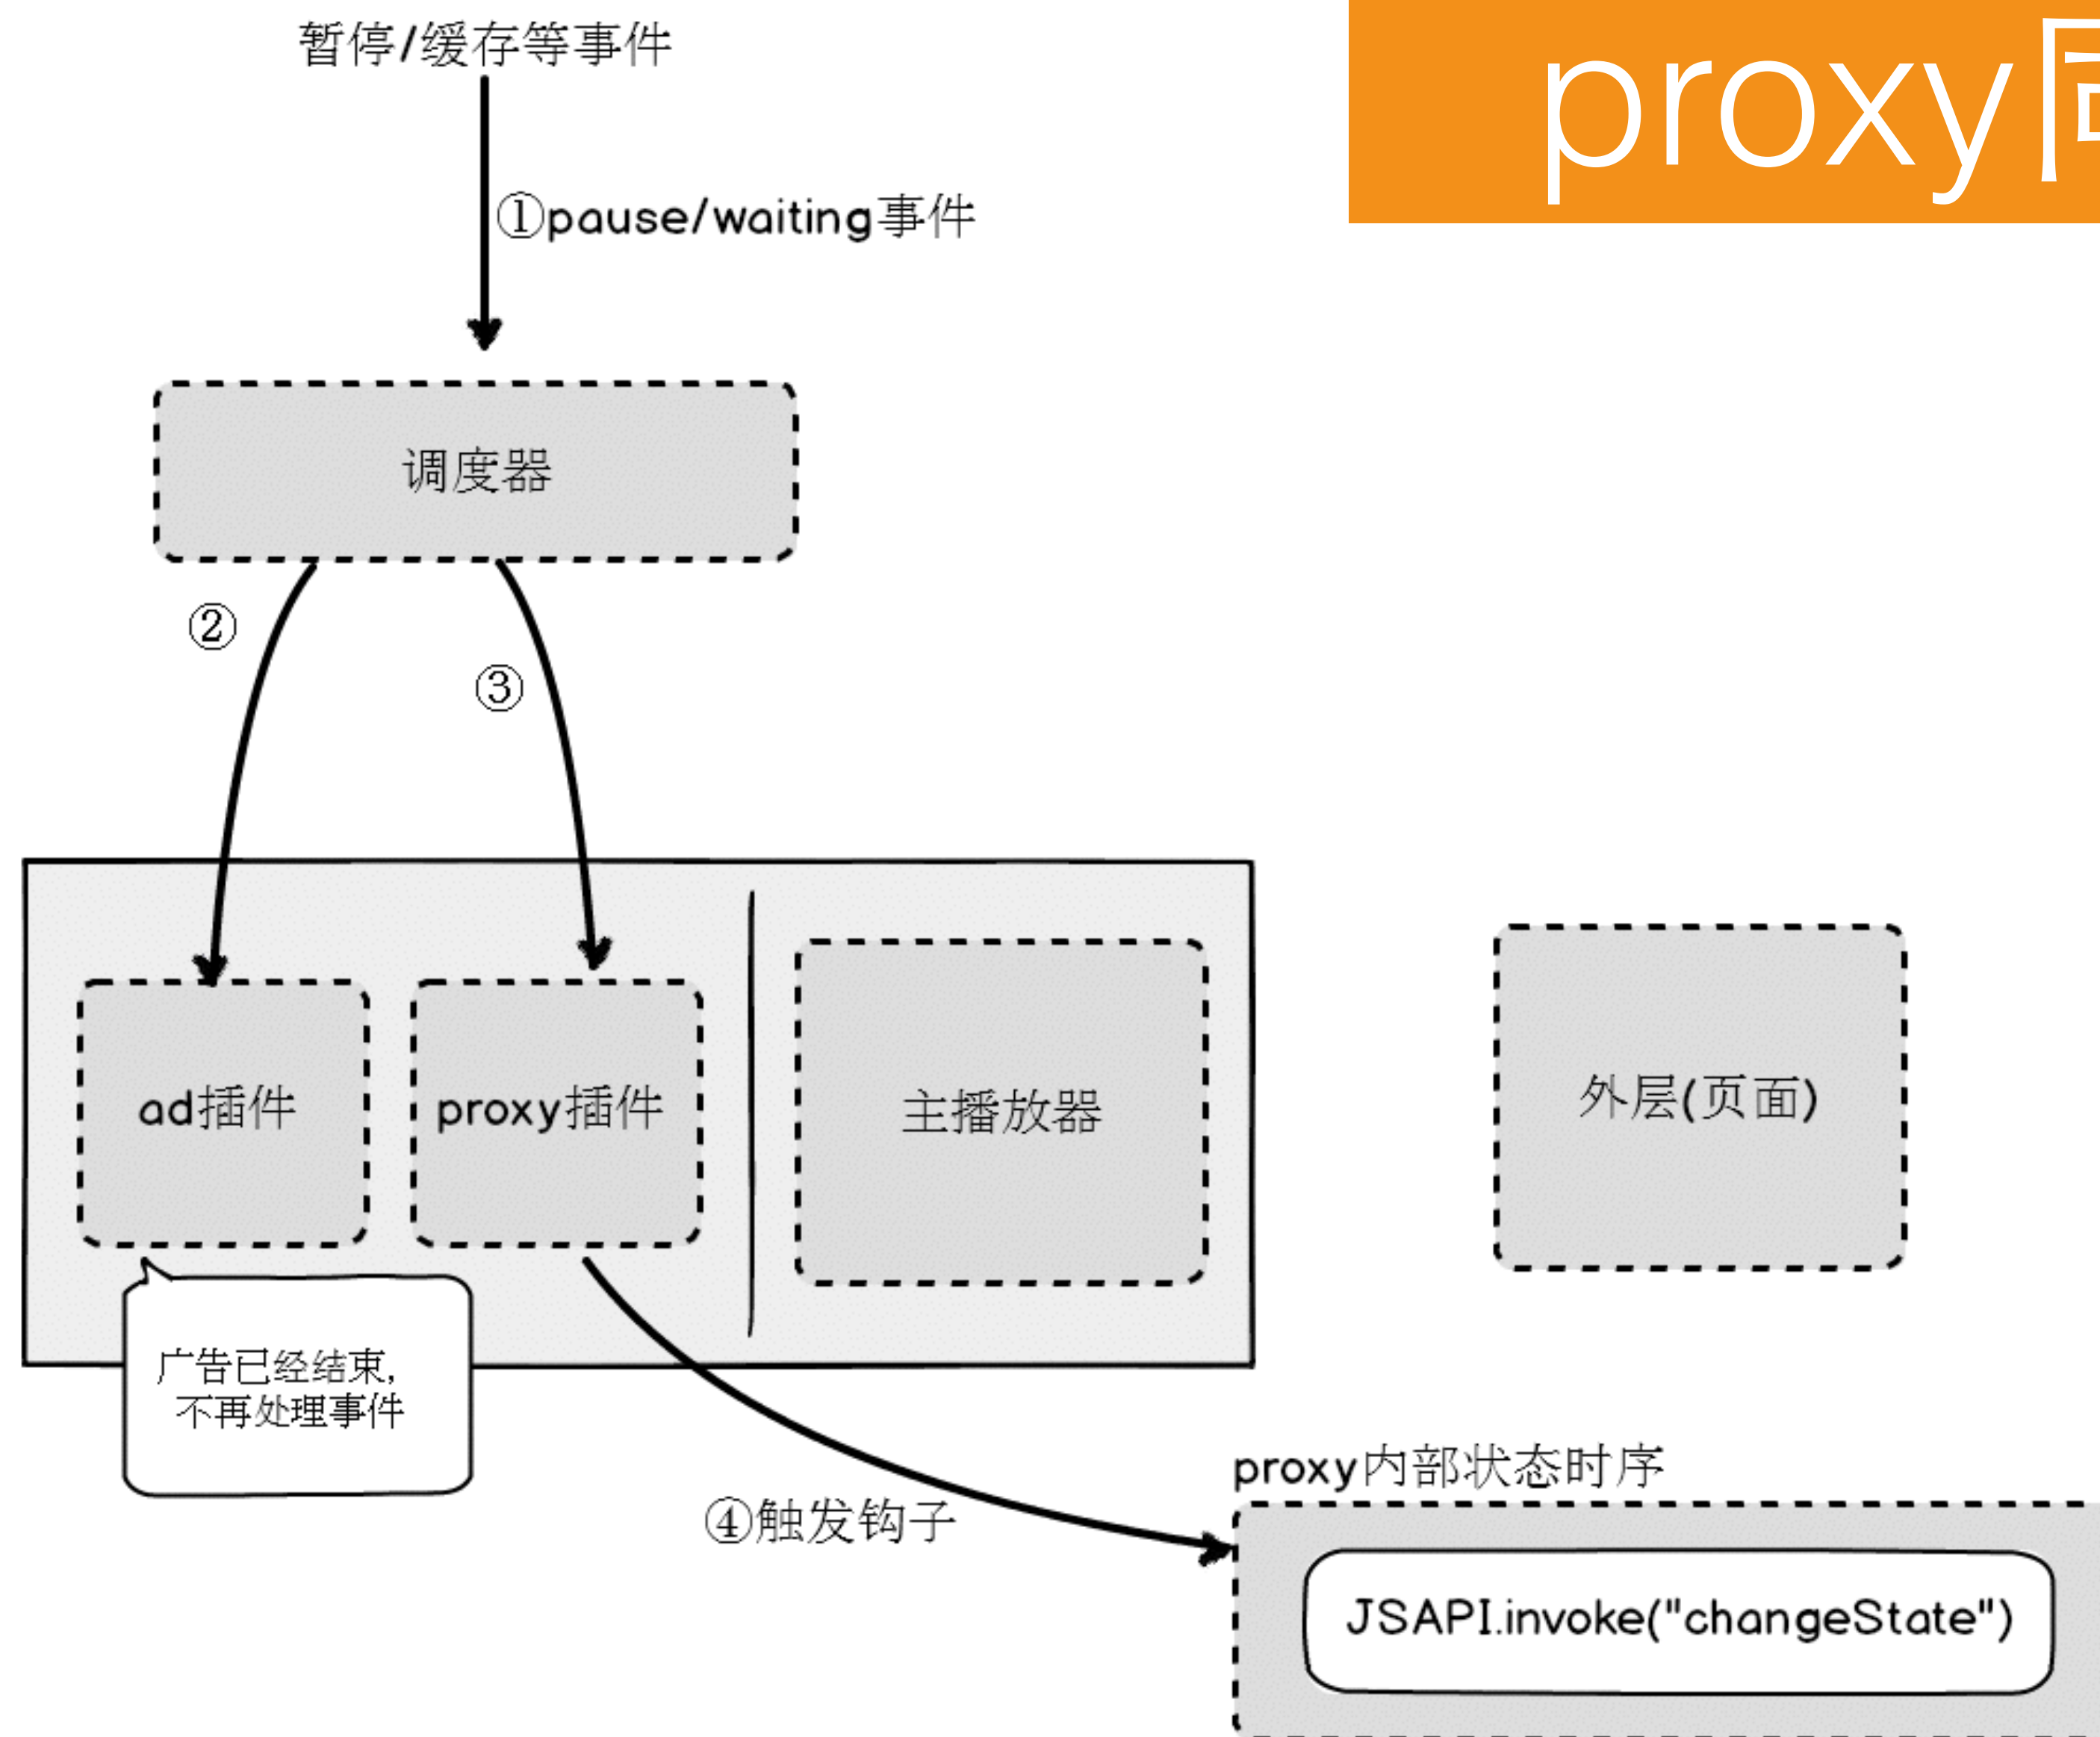 暂停/缓存等事件
proxy
①pause/waiting事件
调度器
②
③
ad插件
proxy插件
主播放器
外层(页面)
广告已经结束,
不再处理事件
proxy内部状态时序
④触发钩子
JSAPI.invoke("changeState")